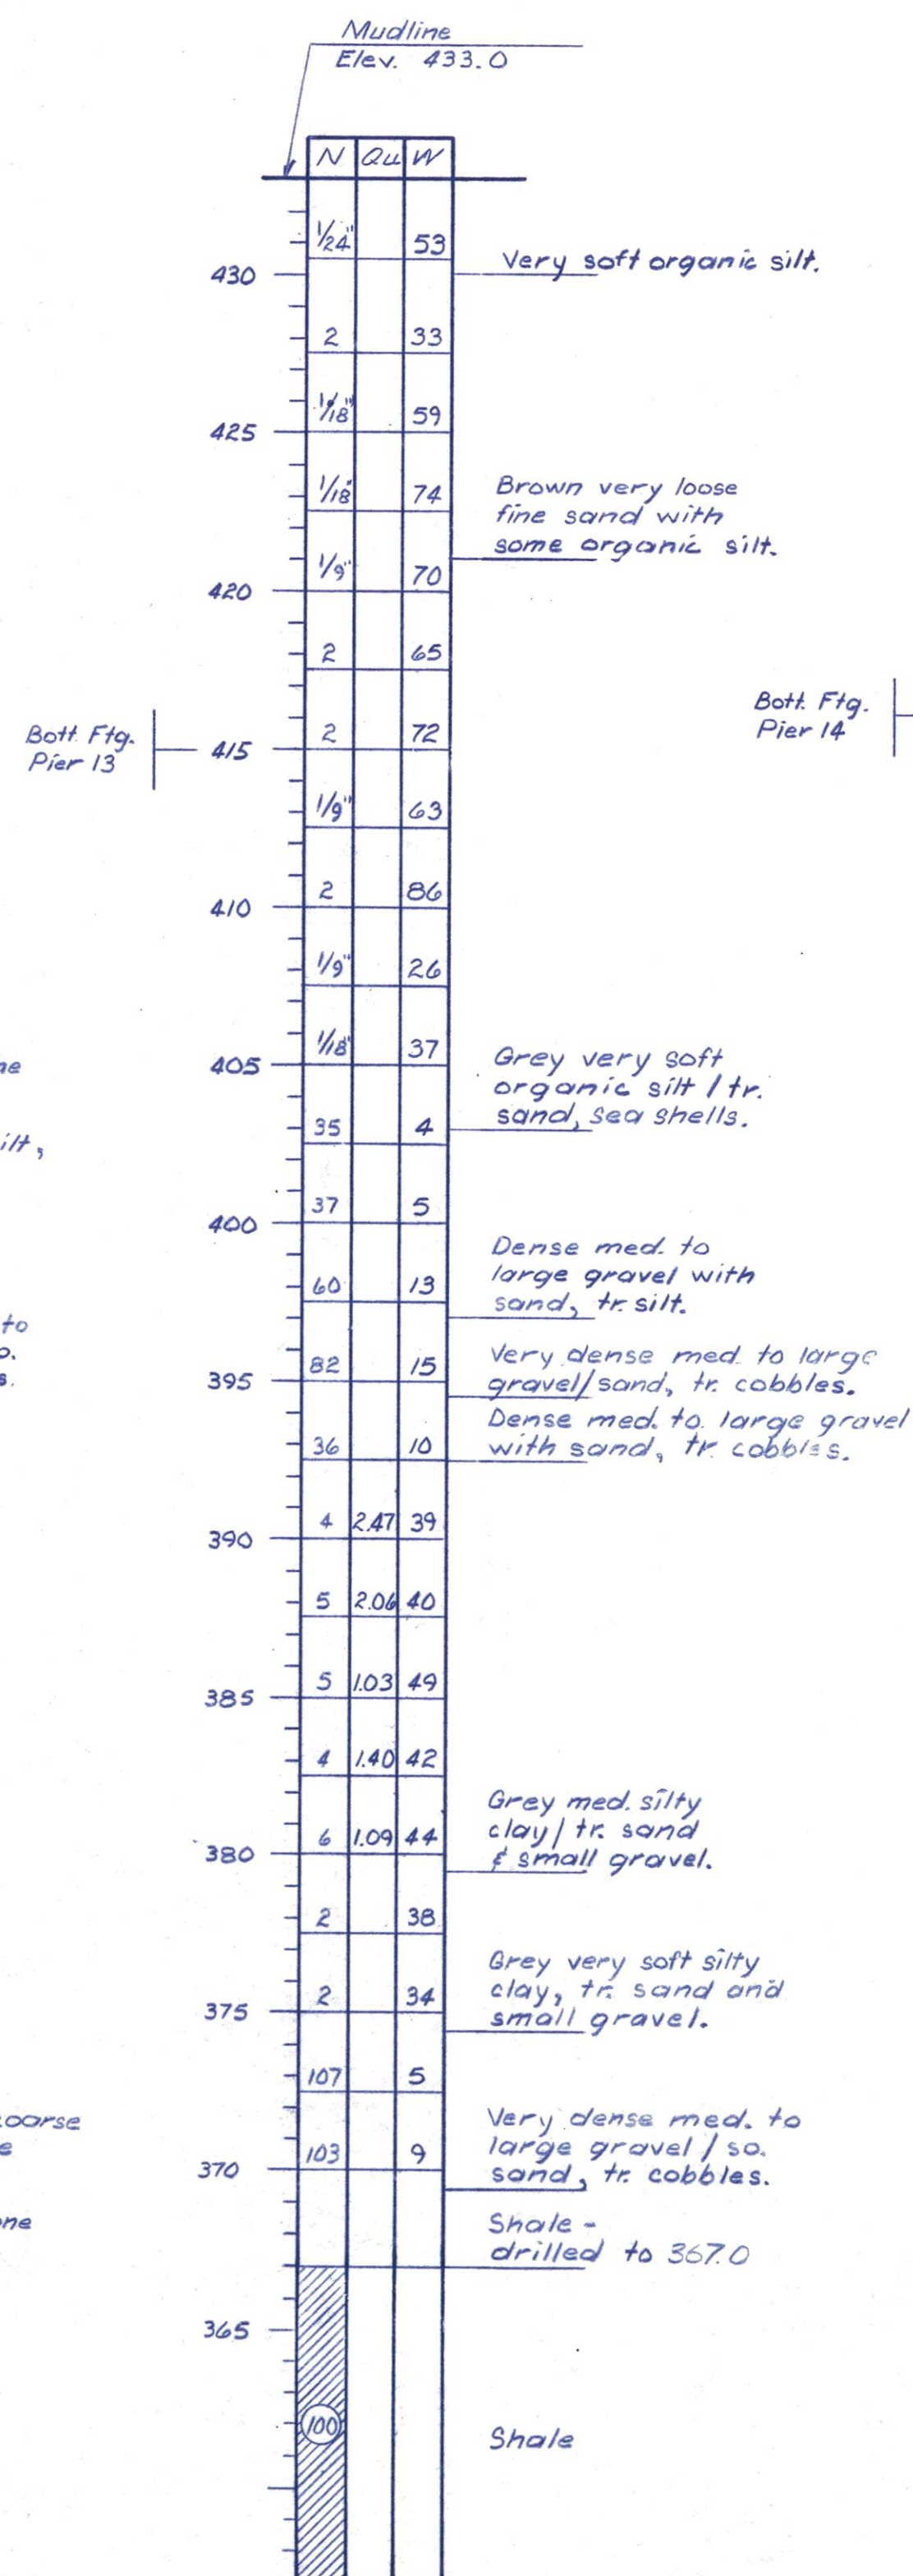 Mudline
Elev. 433.0
N Qu W
1/24" 53
Very soft organic silt.
430
2 33
1/18" 59
425
1/18" 74
Brown very loose
fine sand with
some organic silt.
1/9" 70
420
2 65
Bott. Ftg.
Pier 14
Bott. Ftg.
Pier 13
2 72
415
1/9" 63
2 86
410
1/9" 26
1/18" 37
405
Grey very soft
organic silt / tr.
sand, sea shells.
ilt,
35 4
37 5
400
Dense med. to
large gravel with
sand, tr. silt.
60 13
to
82 15
395
Very dense med. to large
gravel/sand, tr. cobbles.
Dense med. to large gravel
with sand, tr. cobbles.
36 10
4 2.47 39
390
5 2.06 40
5 1.03 49
385
4 1.40 42
Grey med. silty
clay / tr. sand
& small gravel.
6 1.09 44
380
2 38
Grey very soft silty
clay, tr. sand and
small gravel.
2 34
375
107 5
coarse
Very dense med. to
large gravel / so.
sand, tr. cobbles.
103 9
370
Shale -
drilled to 367.0
365
100
Shale